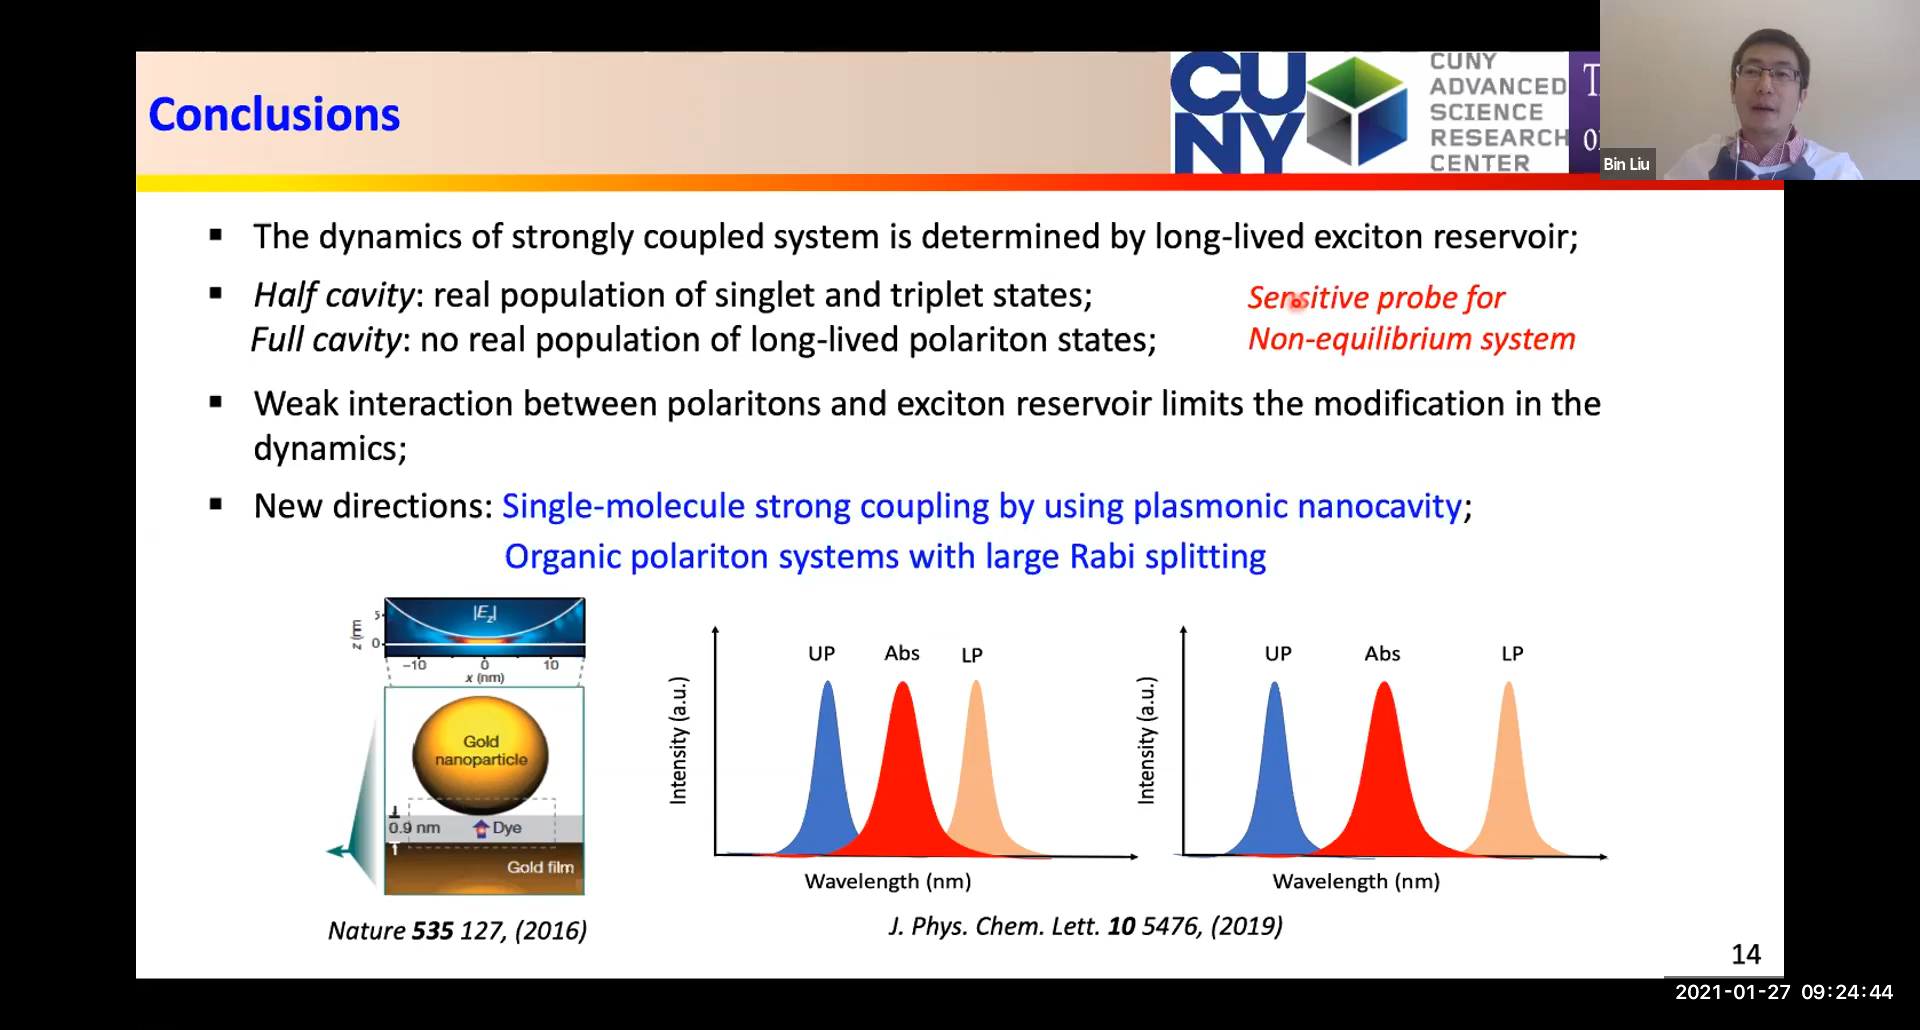 Conclusions
CUNY
CUNY
ADVANCED
SCIENCE
RESEARCH
CENTER
Bin Liu
▪ The dynamics of strongly coupled system is determined by long-lived exciton reservoir;
▪ Half cavity: real population of singlet and triplet states;
Full cavity: no real population of long-lived polariton states;
Sensitive probe for
Non-equilibrium system
▪ Weak interaction between polaritons and exciton reservoir limits the modification in the
dynamics;
▪ New directions: Single-molecule strong coupling by using plasmonic nanocavity;
Organic polariton systems with large Rabi splitting
|Ez|
z (nm
5
0
−10 0 10
x (nm)
Gold
nanoparticle
0.9 nm
Dye
Gold film
Nature 535 127, (2016)
UP Abs LP
Intensity (a.u.)
Wavelength (nm)
UP Abs LP
Intensity (a.u.)
Wavelength (nm)
J. Phys. Chem. Lett. 10 5476, (2019)
14
2021-01-27 09:24:44